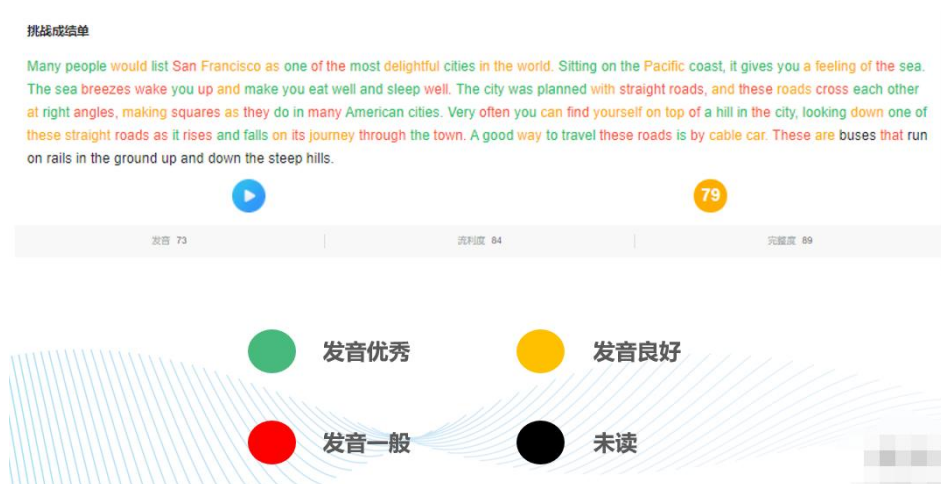 挑战成绩单
Many people would list San Francisco as one of the most delightful cities in the world. Sitting on the Pacific coast, it gives you a feeling of the sea.
The sea breezes wake you up and make you eat well and sleep well. The city was planned with straight roads, and these roads cross each other
at right angles, making squares as they do in many American cities. Very often you can find yourself on top of a hill in the city, looking down one of
these straight roads as it rises and falls on its journey through the town. A good way to travel these roads is by cable car. These are buses that run
on rails in the ground up and down the steep hills.
79
发音 73 流利度 84 完整度 89
发音优秀 发音良好
发音一般 未读